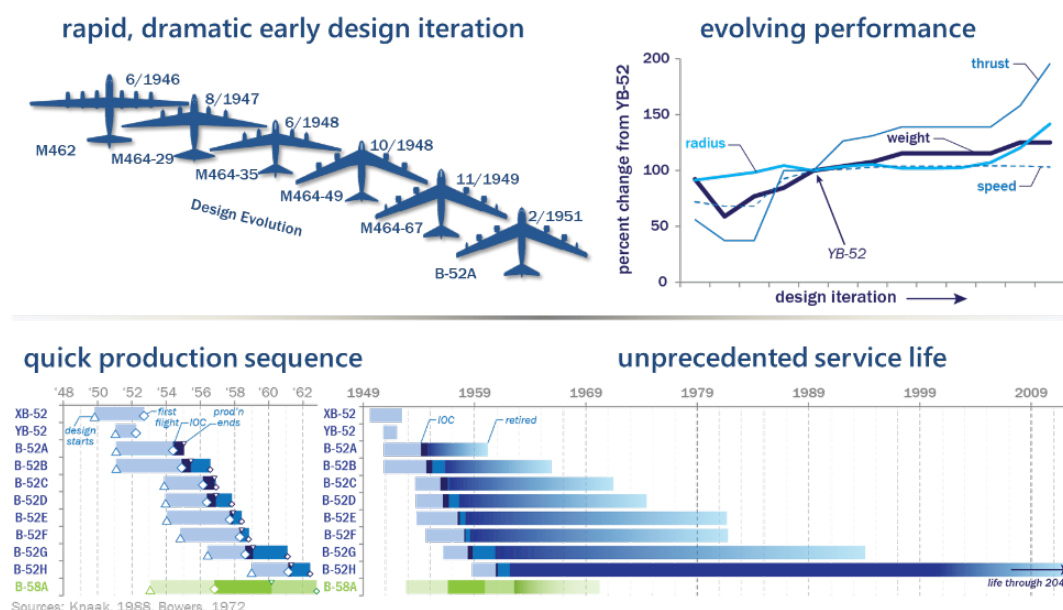 rapid, dramatic early design iteration
6/1946
8/1947
6/1948
10/1948
11/1949
2/1951
M462
M464-29
M464-35
M464-49
M464-67
B-52A
Design Evolution
evolving performance
percent change from YB-52
200
150
100
50
0
thrust
radius
weight
speed
YB-52
design iteration
quick production sequence
'48 '50 '52 '54 '56 '58 '60 '62
XB-52
YB-52
B-52A
B-52B
B-52C
B-52D
B-52E
B-52F
B-52G
B-52H
B-58A
design
starts
first
flight
IOC
prod'n
ends
unprecedented service life
1949 1959 1969 1979 1989 1999 2009
XB-52
YB-52
B-52A
B-52B
B-52C
B-52D
B-52E
B-52F
B-52G
B-52H
B-58A
IOC
retired
life through
Sources: Knaak, 1988, Bowers, 1972